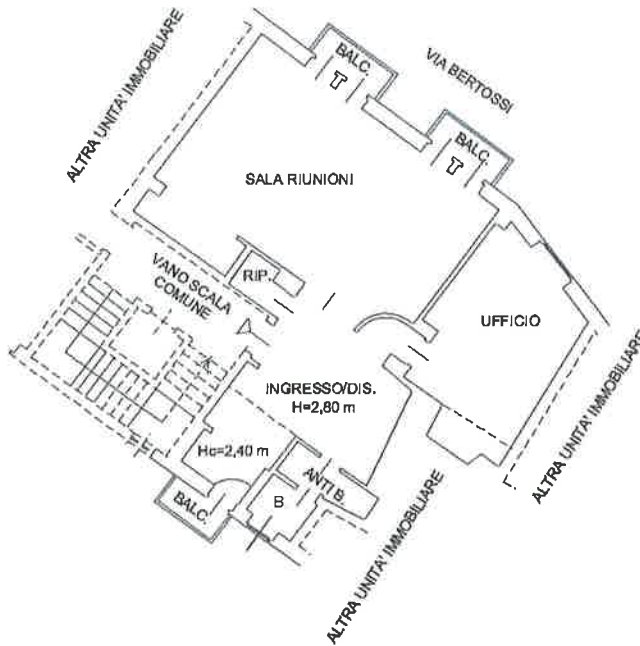 BALC.
VIA BERTOSSI
ALTRA UNITA' IMMOBILIARE
BALC.
SALA RIUNIONI
VANO SCALA
COMUNE
RIP.
UFFICIO
INGRESSO/DIS.
H=2,80 m
Hc=2,40 m
ANTI B.
B
BALC.
ALTRA UNITA' IMMOBILIARE
ALTRA UNITA' IMMOBILIARE